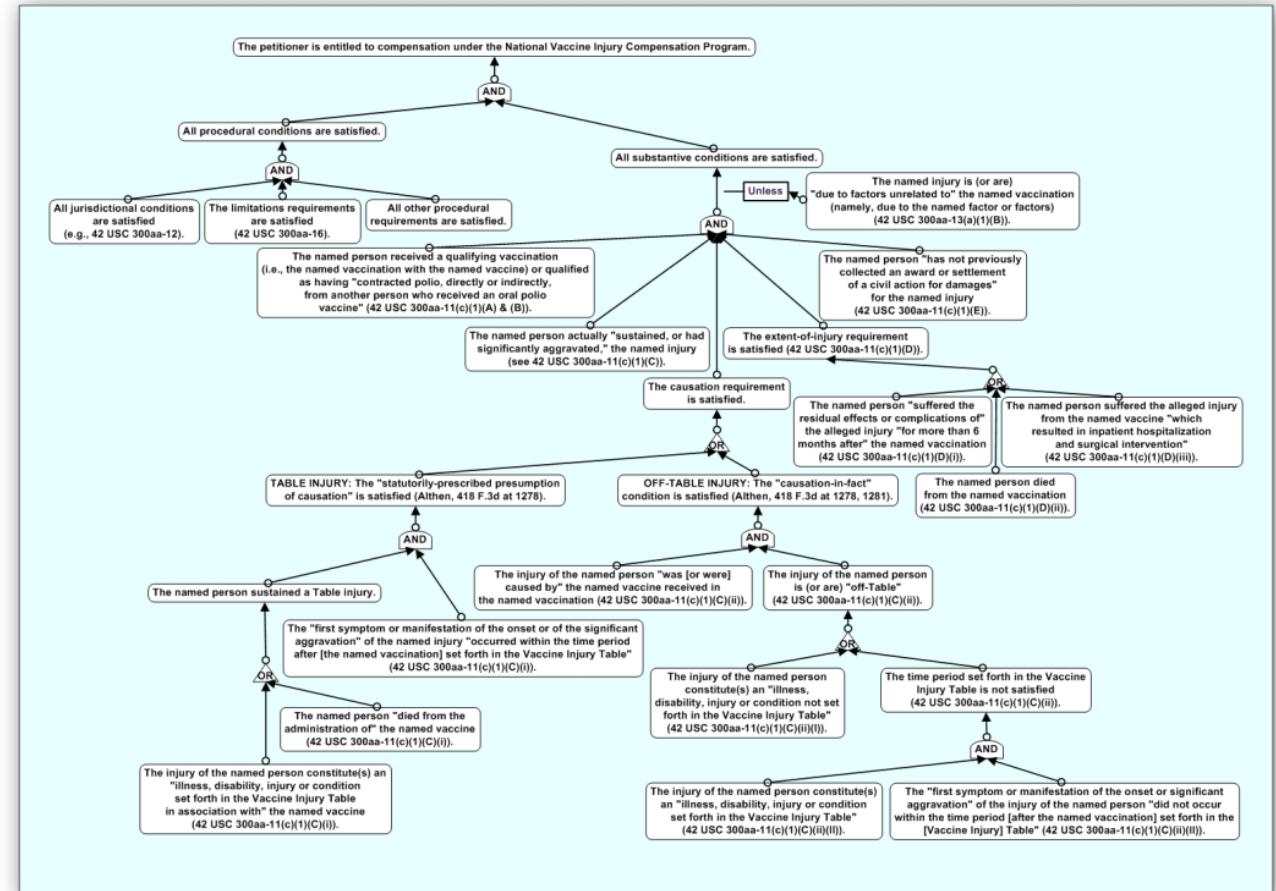 The petitioner is entitled to compensation under the National Vaccine Injury Compensation Program.
AND
All procedural conditions are satisfied.
All substantive conditions are satisfied.
AND
Unless
The named injury is (or are)
"due to factors unrelated to" the named vaccination
(namely, due to the named factor or factors)
(42 USC 300aa-13(a)(1)(B)).
All jurisdictional conditions
are satisfied
(e.g., 42 USC 300aa-12).
The limitations requirements
are satisfied
(42 USC 300aa-16).
All other procedural
requirements are satisfied.
AND
The named person received a qualifying vaccination
(i.e., the named vaccination with the named vaccine) or qualified
as having "contracted polio, directly or indirectly,
from another person who received an oral polio
vaccine" (42 USC 300aa-11(c)(1)(A) & (B)).
The named person "has not previously
collected an award or settlement
of a civil action for damages"
for the named injury
(42 USC 300aa-11(c)(1)(E)).
The named person actually "sustained, or had
significantly aggravated," the named injury
(see 42 USC 300aa-11(c)(1)(C)).
The extent-of-injury requirement
is satisfied (42 USC 300aa-11(c)(1)(D)).
The causation requirement
is satisfied.
OR
The named person "suffered the
residual effects or complications of"
the alleged injury "for more than 6
months after" the named vaccination
(42 USC 300aa-11(c)(1)(D)(i)).
The named person suffered the alleged injury
from the named vaccine "which
resulted in inpatient hospitalization
and surgical intervention"
(42 USC 300aa-11(c)(1)(D)(iii)).
The named person died
from the named vaccination
(42 USC 300aa-11(c)(1)(D)(ii)).
OR
TABLE INJURY: The "statutorily-prescribed presumption
of causation" is satisfied (Althen, 418 F.3d at 1278).
OFF-TABLE INJURY: The "causation-in-fact"
condition is satisfied (Althen, 418 F.3d at 1278, 1281).
AND
AND
The named person sustained a Table injury.
The "first symptom or manifestation of the onset or of the significant
aggravation" of the named injury "occurred within the time period
after [the named vaccination] set forth in the Vaccine Injury Table"
(42 USC 300aa-11(c)(1)(C)(i)).
The injury of the named person "was [or were]
caused by" the named vaccine received in
the named vaccination (42 USC 300aa-11(c)(1)(C)(ii)).
The injury of the named person
is (or are) "off-Table"
(42 USC 300aa-11(c)(1)(C)(ii)).
OR
OR
The named person "died from the
administration of" the named vaccine
(42 USC 300aa-11(c)(1)(C)(i)).
The injury of the named person constitute(s) an
"illness, disability, injury or condition
set forth in the Vaccine Injury Table
in association with" the named vaccine
(42 USC 300aa-11(c)(1)(C)(i)).
The injury of the named person
constitute(s) an "illness,
disability, injury or condition not set
forth in the Vaccine Injury Table"
(42 USC 300aa-11(c)(1)(C)(ii)(I)).
The time period set forth in the Vaccine
Injury Table is not satisfied
(42 USC 300aa-11(c)(1)(C)(ii)).
AND
The injury of the named person constitute(s)
an "illness, disability, injury or condition
set forth in the Vaccine Injury Table"
(42 USC 300aa-11(c)(1)(C)(ii)(II)).
The "first symptom or manifestation of the onset or significant
aggravation" of the injury of the named person "did not occur
within the time period [after the named vaccination] set forth in the
[Vaccine Injury] Table" (42 USC 300aa-11(c)(1)(C)(ii)(II)).